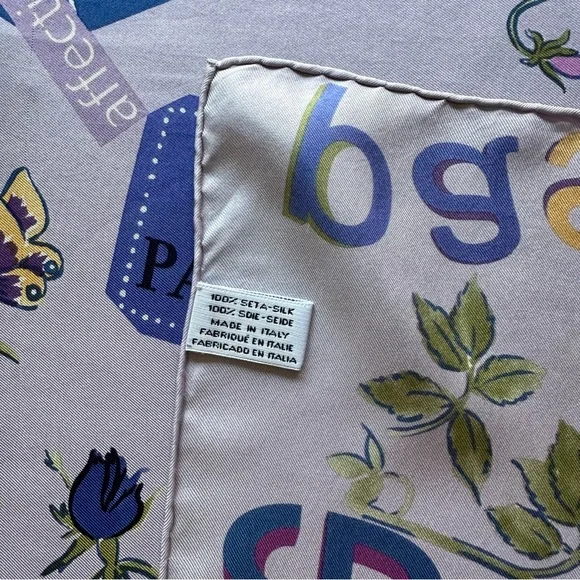 affecti
PA
bga
100% SETA-SILK
100% SOIE-SEIDE
MADE IN ITALY
FABRIQUÉ EN ITALIE
FABRICADO EN ITALIA